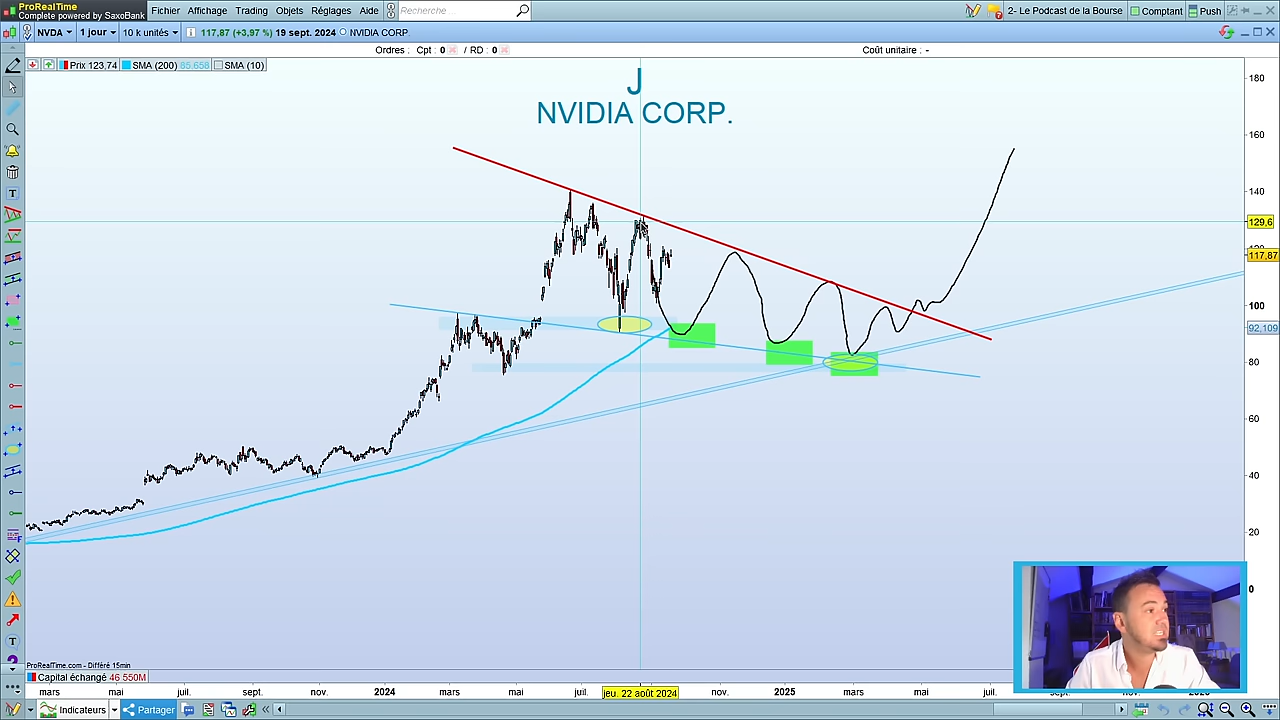 ProRealTime
Complete powered by SaxoBank
Fichier Affichage Trading Objets Réglages Aide Recherche
2- Le Podcast de la Bourse Comptant Push
NVDA 1 jour 10 k unités 117,87 (+3,97 %) 19 sept. 2024 NVIDIA CORP.
Ordres : Cpt : 0 / RD : 0 Coût unitaire : -
Prix 123,74 SMA (200) 85.658 SMA (10)
J
NVIDIA CORP.
180
160
140
129,6
117,87
100
92,109
80
60
40
20
0
ProRealTime.com - Différé 15min
Capital échangé 46 550M
mars mai juil. sept. nov. 2024 mars mai juil. jeu. 22 août 2024 nov. 2025 mars mai juil.
Indicateurs Partager